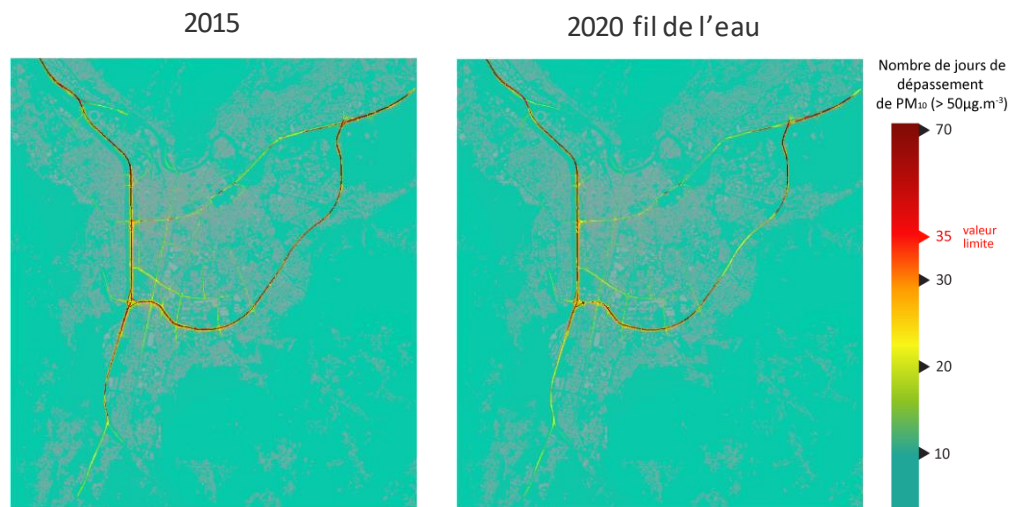 2015
2020 fil de l’eau
Nombre de jours de
dépassement
de PM₁₀ (> 50µg.m⁻³)
70
35 valeur
limite
30
20
10